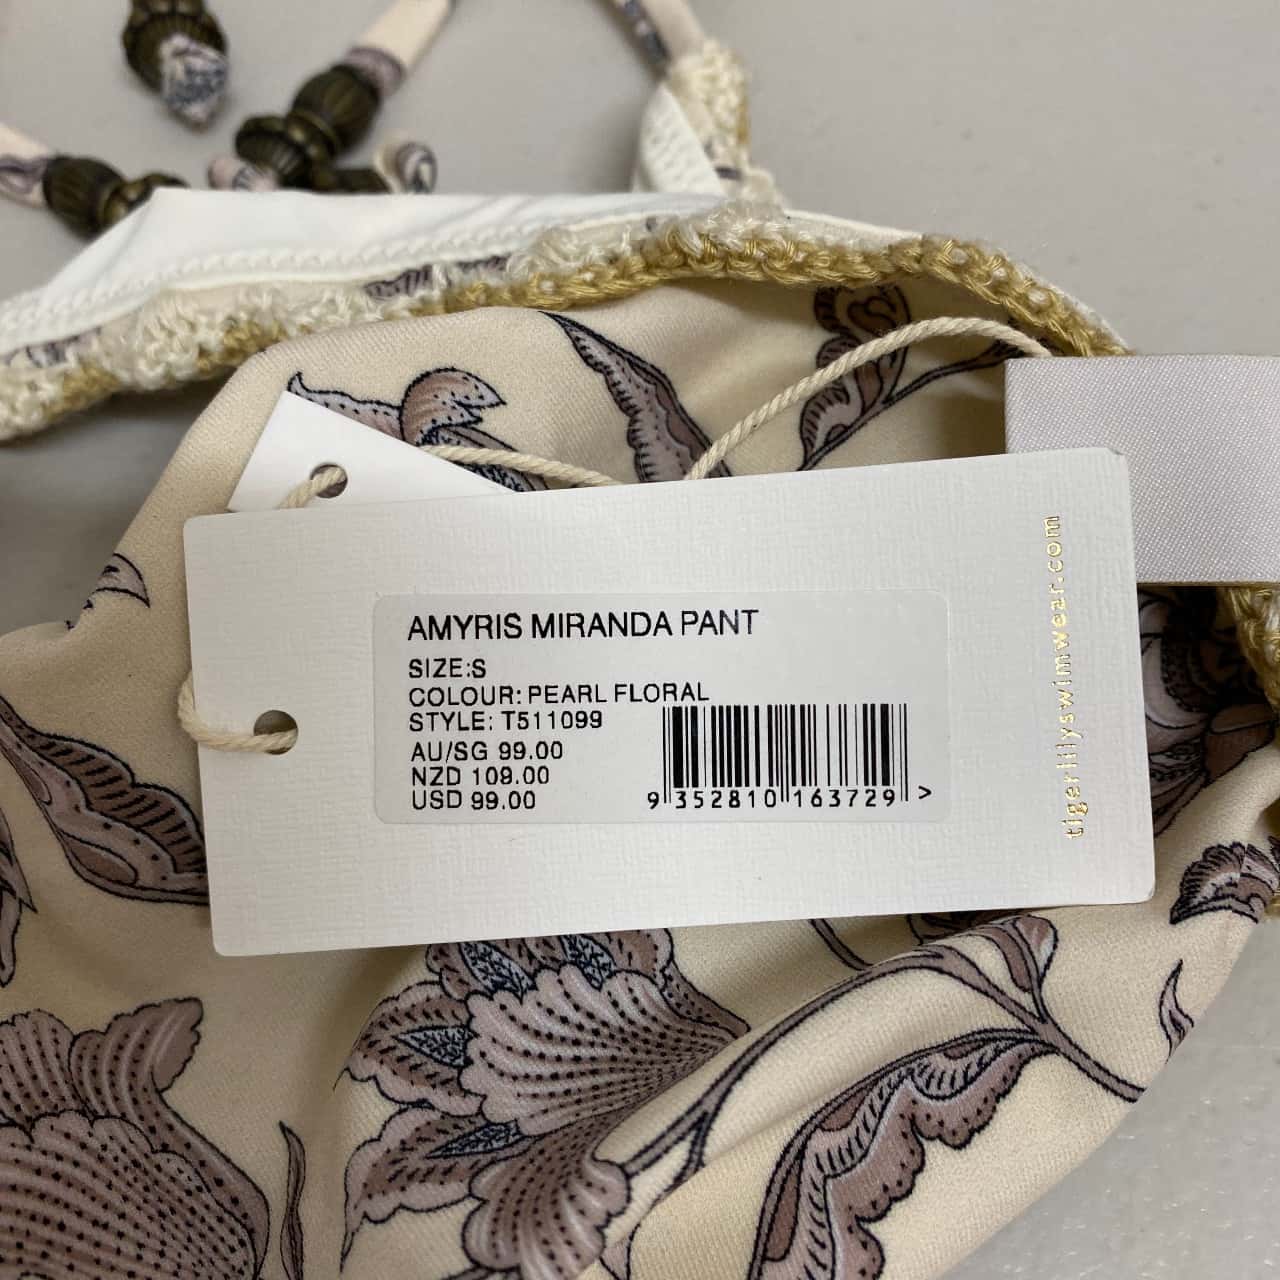 AMYRIS MIRANDA PANT
SIZE:S
COLOUR: PEARL FLORAL
STYLE: T511099
AU/SG 99.00
NZD 109.00
USD 99.00
9 352810 163729 >
tigerlilyswimwear.com